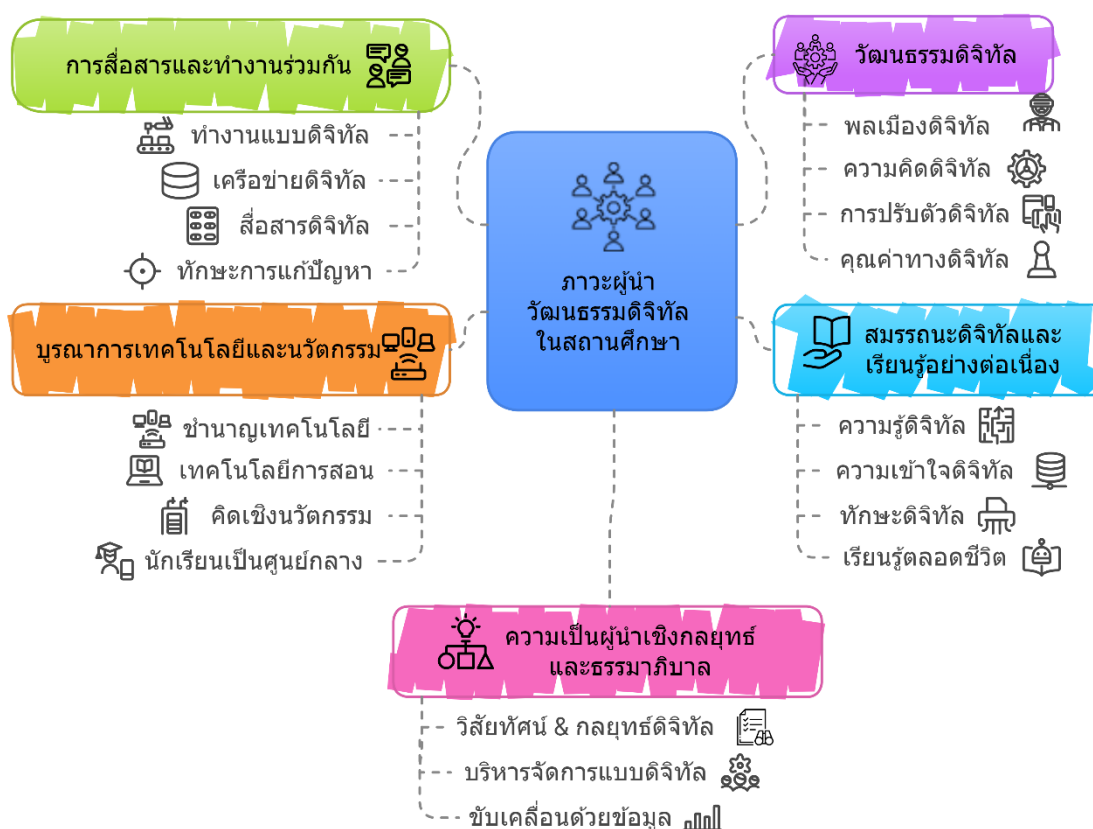 การสื่อสารและทำงานร่วมกัน
ทำงานแบบดิจิทัล
เครือข่ายดิจิทัล
สื่อสารดิจิทัล
ทักษะการแก้ปัญหา
วัฒนธรรมดิจิทัล
พลเมืองดิจิทัล
ความคิดดิจิทัล
การปรับตัวดิจิทัล
คุณค่าทางดิจิทัล
ภาวะผู้นำ
วัฒนธรรมดิจิทัล
ในสถานศึกษา
บูรณาการเทคโนโลยีและนวัตกรรม
ชำนาญเทคโนโลยี
เทคโนโลยีการสอน
คิดเชิงนวัตกรรม
นักเรียนเป็นศูนย์กลาง
สมรรถนะดิจิทัลและ
เรียนรู้อย่างต่อเนื่อง
ความรู้ดิจิทัล
ความเข้าใจดิจิทัล
ทักษะดิจิทัล
เรียนรู้ตลอดชีวิต
ความเป็นผู้นำเชิงกลยุทธ์
และธรรมาภิบาล
วิสัยทัศน์ & กลยุทธ์ดิจิทัล
บริหารจัดการแบบดิจิทัล
ขับเคลื่อนด้วยข้อมูล